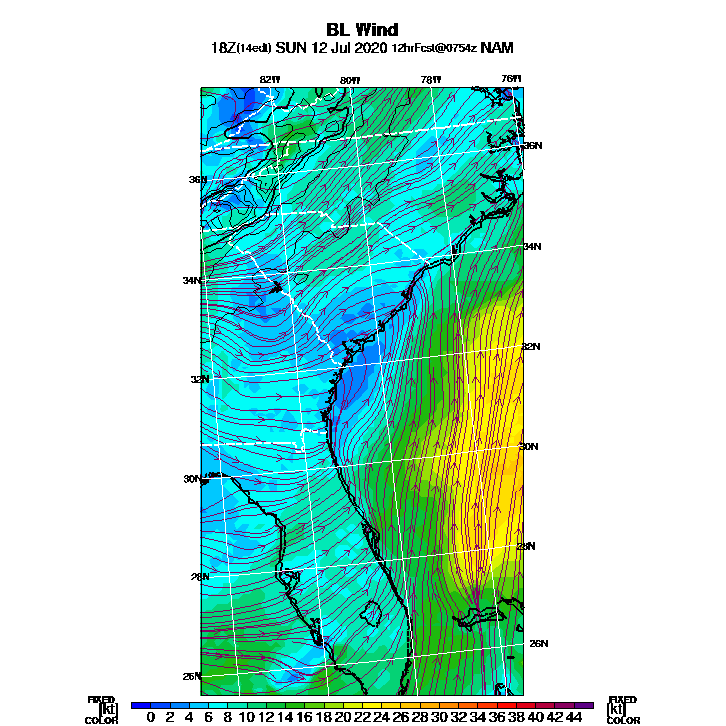 BL Wind
18Z(14edt) SUN 12 Jul 2020 12hrFcst@0754z NAM
82W 80W 78W 76W
36N
36N
34N
34N
32N
32N
30N
30N
28N
28N
26N
26N
FIXED FIXED
[kt] 0 2 4 6 8 10 12 14 16 18 20 22 24 26 28 30 32 34 36 38 40 42 44 [kt]
COLOR COLOR